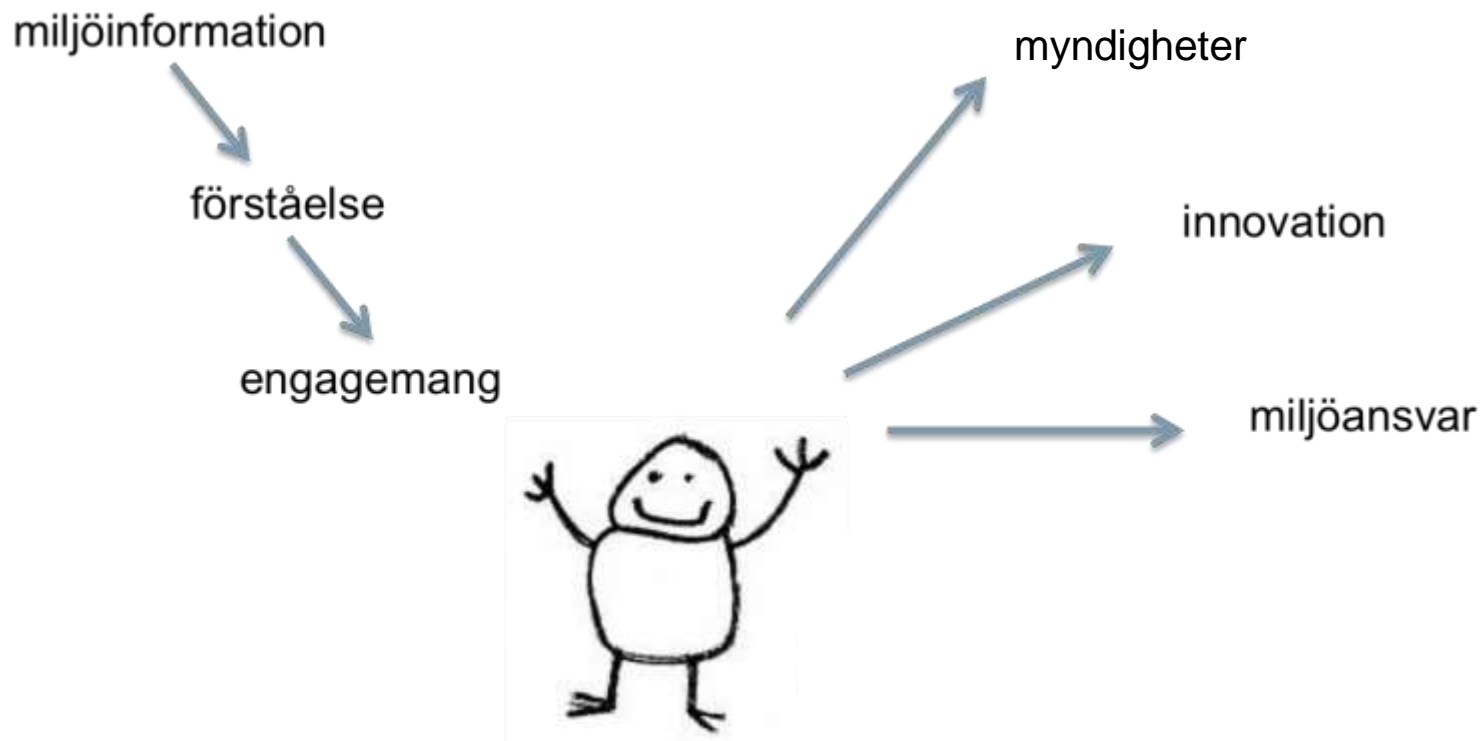 miljöinformation
förståelse
engagemang
myndigheter
innovation
miljöansvar